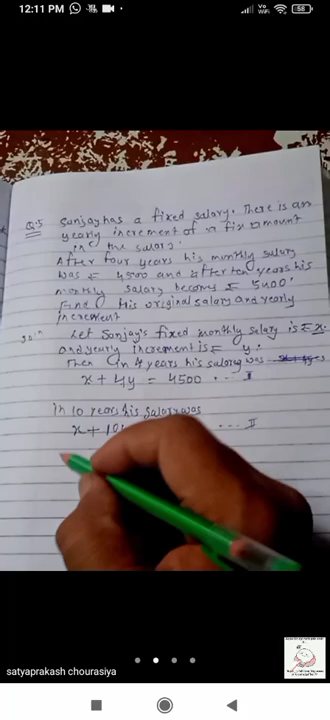 12:11 PM
Vo
WiFi
58
Q.5 Sanjay has a fixed salary. There is an
yearly increment of a fix amount
in the salary.
After four years his monthly salary
was ₹ 4500 and after ten years his
monthly salary becomes ₹ 5400.
Find his original salary and yearly
increment
Let Sanjay's fixed monthly salary is = ₹ x
and yearly increment is ₹ y.
Then in 4 years his salary was
x + 4y = 4500 ... I
In 10 years his salary was
x + 10 ... II
satyaprakash chourasiya